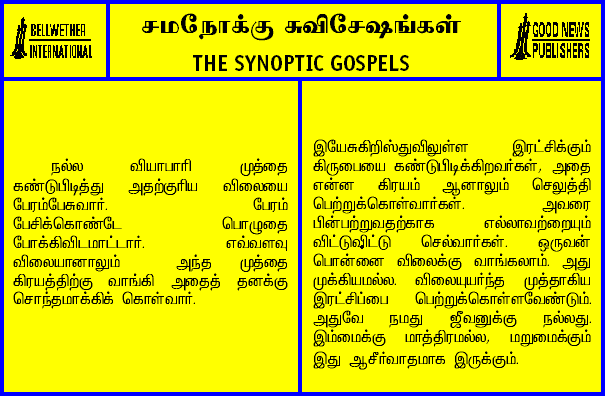 BELLWETHER
INTERNATIONAL
சமநோக்கு சுவிசேஷங்கள்
THE SYNOPTIC GOSPELS
GOOD NEWS
PUBLISHERS
நல்ல வியாபாரி முத்தை
கண்டுபிடித்து அதற்குரிய விலையை
பேரம்பேசுவார். பேரம்
பேசிக்கொண்டே பொழுதை
போக்கிவிடமாட்டார். எவ்வளவு
விலையானாலும் அந்த முத்தை
கிரயத்திற்கு வாங்கி அதைத் தனக்கு
சொந்தமாக்கிக் கொள்வார்.
இயேசுகிறிஸ்துவிலுள்ள இரட்சிக்கும்
கிருபையை கண்டுபிடிக்கிறவர்கள், அதை
என்ன கிரயம் ஆனாலும் செலுத்தி
பெற்றுக்கொள்வார்கள். அவரை
பின்பற்றுவதற்காக எல்லாவற்றையும்
விட்டுவிட்டு செல்வார்கள். ஒருவன்
பொன்னை விலைக்கு வாங்கலாம். அது
முக்கியமல்ல. விலையுயர்ந்த முத்தாகிய
இரட்சிப்பை பெற்றுக்கொள்ளவேண்டும்.
அதுவே நமது ஜீவனுக்கு நல்லது.
இம்மைக்கு மாத்திரமல்ல, மறுமைக்கும்
இது ஆசீர்வாதமாக இருக்கும்.